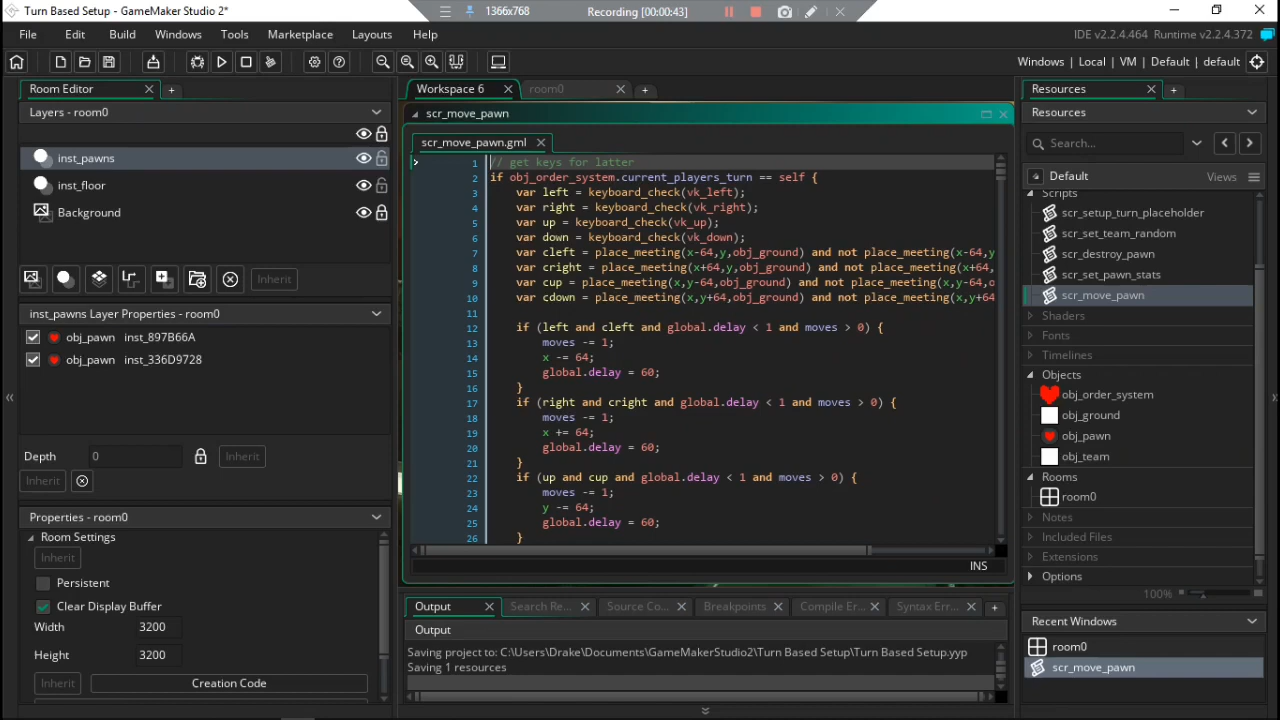 Turn Based Setup - GameMaker Studio 2*
1366x768
Recording [00:00:43]
File Edit Build Windows Tools Marketplace Layouts Help
IDE v2.2.4.464 Runtime v2.2.4.372
Windows | Local | VM | Default | default
Room Editor
Workspace 6
room0
Resources
Layers - room0
scr_move_pawn
Resources
scr_move_pawn.gml
Search...
inst_pawns
inst_floor
Background
Inherit
inst_pawns Layer Properties - room0
obj_pawn inst_897B66A
obj_pawn inst_336D9728
Depth 0 Inherit
Inherit
Properties - room0
Room Settings
Inherit
Persistent
Clear Display Buffer
Width 3200
Height 3200
Inherit Creation Code
1 // get keys for latter
2 if obj_order_system.current_players_turn == self {
3 var left = keyboard_check(vk_left);
4 var right = keyboard_check(vk_right);
5 var up = keyboard_check(vk_up);
6 var down = keyboard_check(vk_down);
7 var cleft = place_meeting(x-64,y,obj_ground) and not place_meeting(x-64,y
8 var cright = place_meeting(x+64,y,obj_ground) and not place_meeting(x+64,
9 var cup = place_meeting(x,y-64,obj_ground) and not place_meeting(x,y-64,o
10 var cdown = place_meeting(x,y+64,obj_ground) and not place_meeting(x,y+64
11
12 if (left and cleft and global.delay < 1 and moves > 0) {
13 moves -= 1;
14 x -= 64;
15 global.delay = 60;
16 }
17 if (right and cright and global.delay < 1 and moves > 0) {
18 moves -= 1;
19 x += 64;
20 global.delay = 60;
21 }
22 if (up and cup and global.delay < 1 and moves > 0) {
23 moves -= 1;
24 y -= 64;
25 global.delay = 60;
26 }
INS
Output Search Re... Source Co... Breakpoints Compile Er... Syntax Err...
Output
Saving project to: C:\Users\Drake\Documents\GameMakerStudio2\Turn Based Setup\Turn Based Setup.yyp
Saving 1 resources
Default Views
Scripts
scr_setup_turn_placeholder
scr_set_team_random
scr_destroy_pawn
scr_set_pawn_stats
scr_move_pawn
Shaders
Fonts
Timelines
Objects
obj_order_system
obj_ground
obj_pawn
obj_team
Rooms
room0
Notes
Included Files
Extensions
Options
100%
Recent Windows
room0
scr_move_pawn